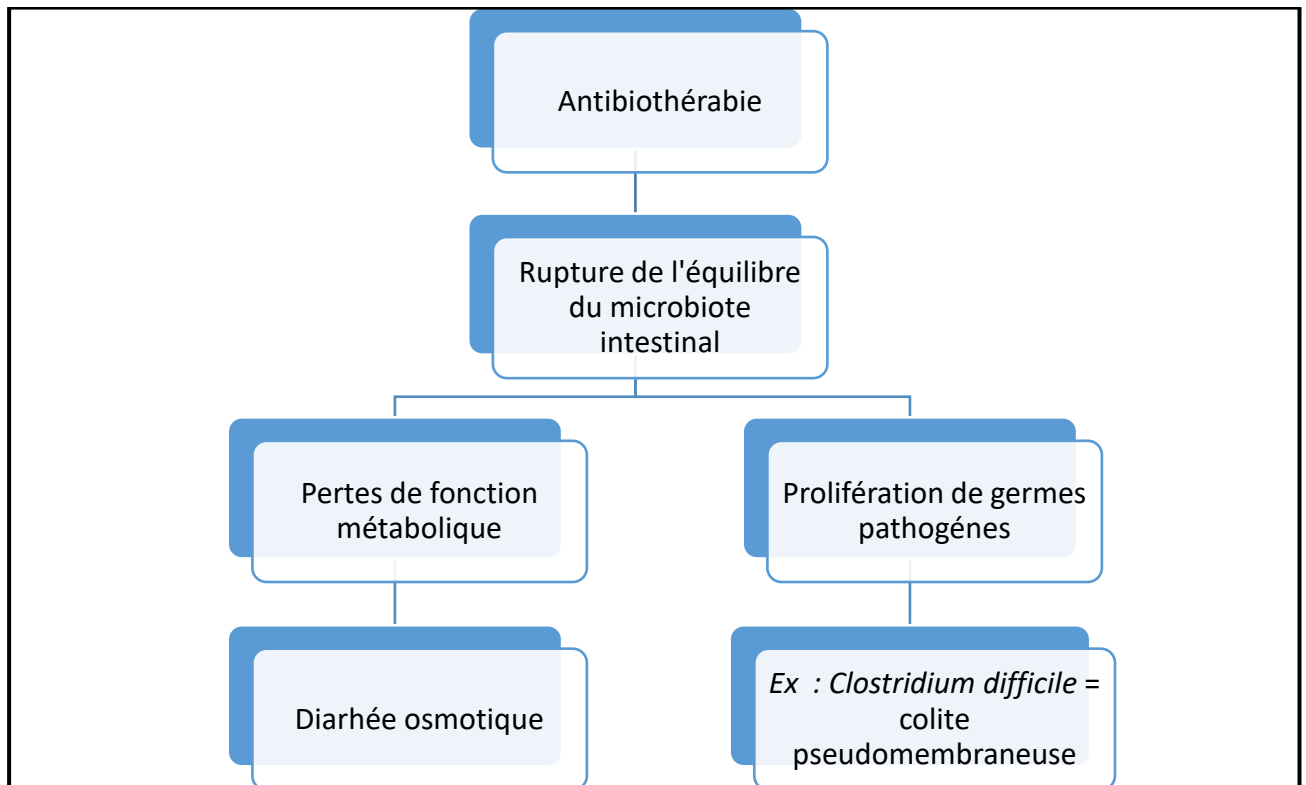 Antibiothérabie
Rupture de l'équilibre
du microbiote
intestinal
Pertes de fonction
métabolique
Prolifération de germes
pathogénes
Diarhée osmotique
Ex : Clostridium difficile =
colite
pseudomembraneuse